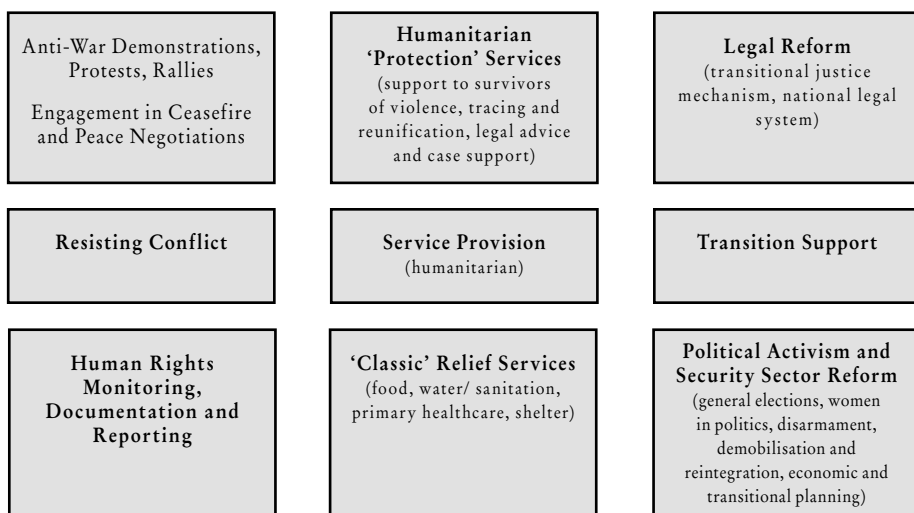 Anti-War Demonstrations,
Protests, Rallies
Engagement in Ceasefire
and Peace Negotiations
Humanitarian
‘Protection’ Services
(support to survivors
of violence, tracing and
reunification, legal advice
and case support)
Legal Reform
(transitional justice
mechanism, national legal
system)
Resisting Conflict
Service Provision
(humanitarian)
Transition Support
Human Rights
Monitoring,
Documentation and
Reporting
‘Classic’ Relief Services
(food, water/ sanitation,
primary healthcare, shelter)
Political Activism and
Security Sector Reform
(general elections, women
in politics, disarmament,
demobilisation and
reintegration, economic and
transitional planning)